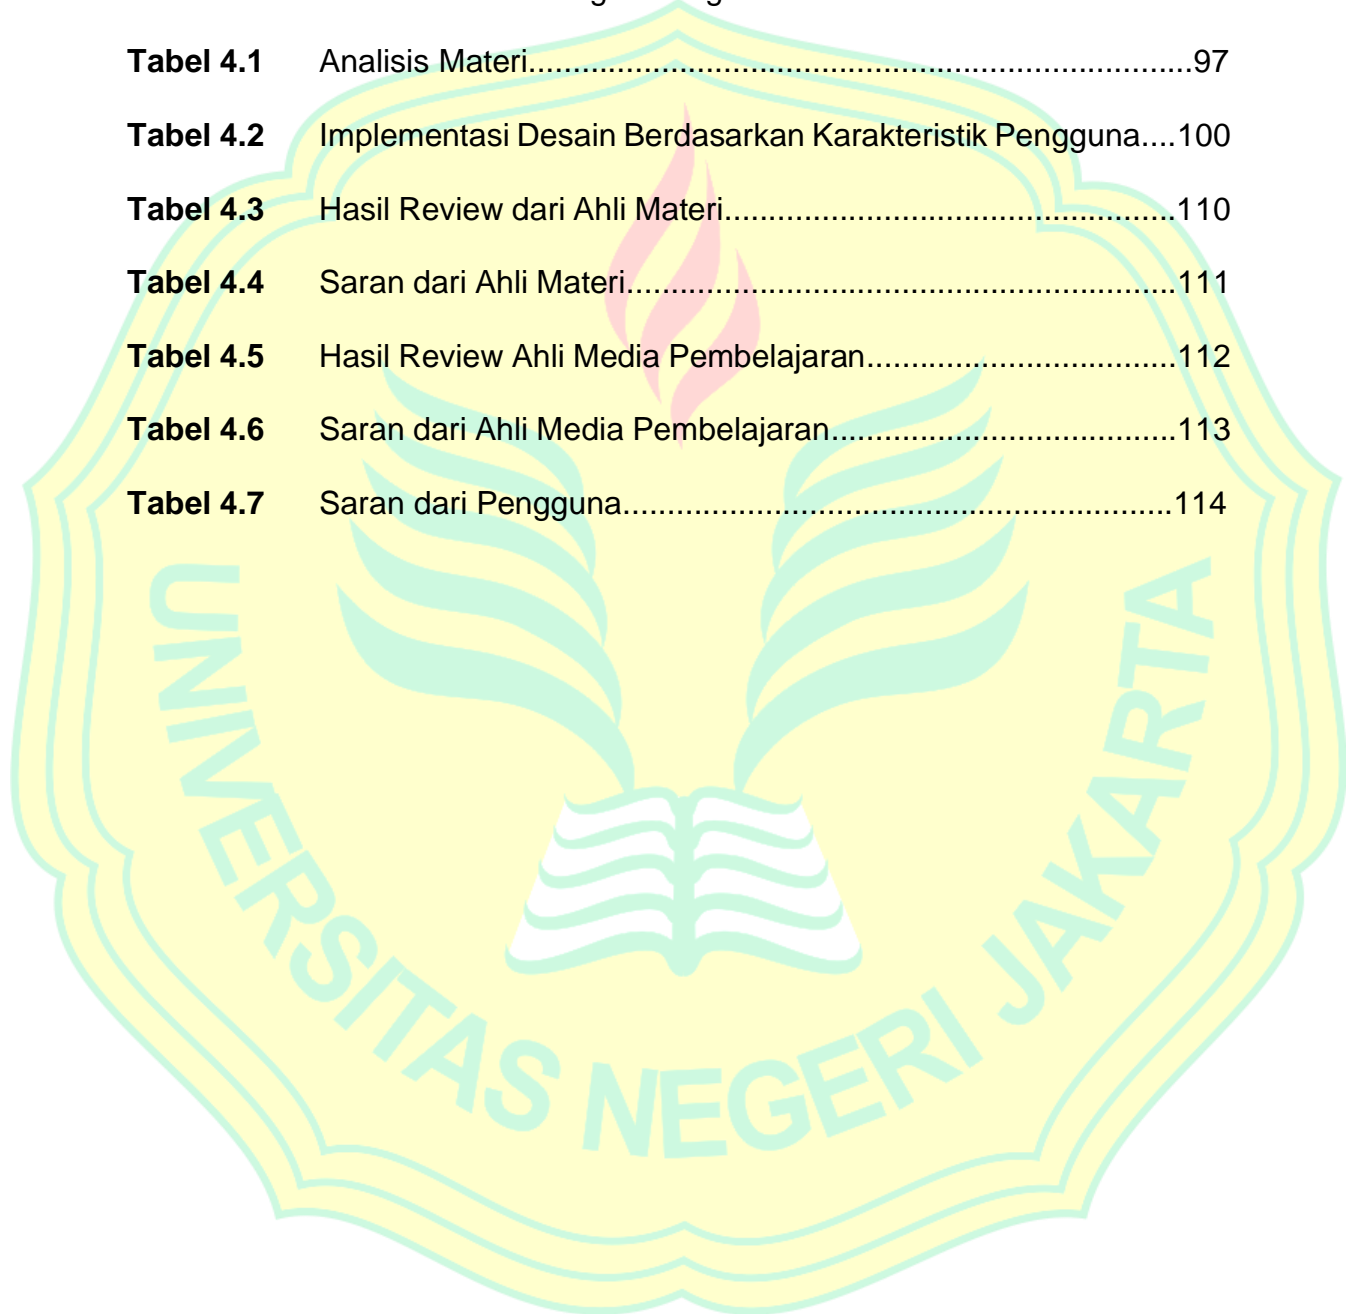 Tabel 4.1 Analisis Materi..........................................................................97
Tabel 4.2 Implementasi Desain Berdasarkan Karakteristik Pengguna....100
Tabel 4.3 Hasil Review dari Ahli Materi..................................................110
Tabel 4.4 Saran dari Ahli Materi.............................................................111
Tabel 4.5 Hasil Review Ahli Media Pembelajaran..................................112
Tabel 4.6 Saran dari Ahli Media Pembelajaran......................................113
Tabel 4.7 Saran dari Pengguna.............................................................114
UNIVERSITAS NEGERI JAKARTA